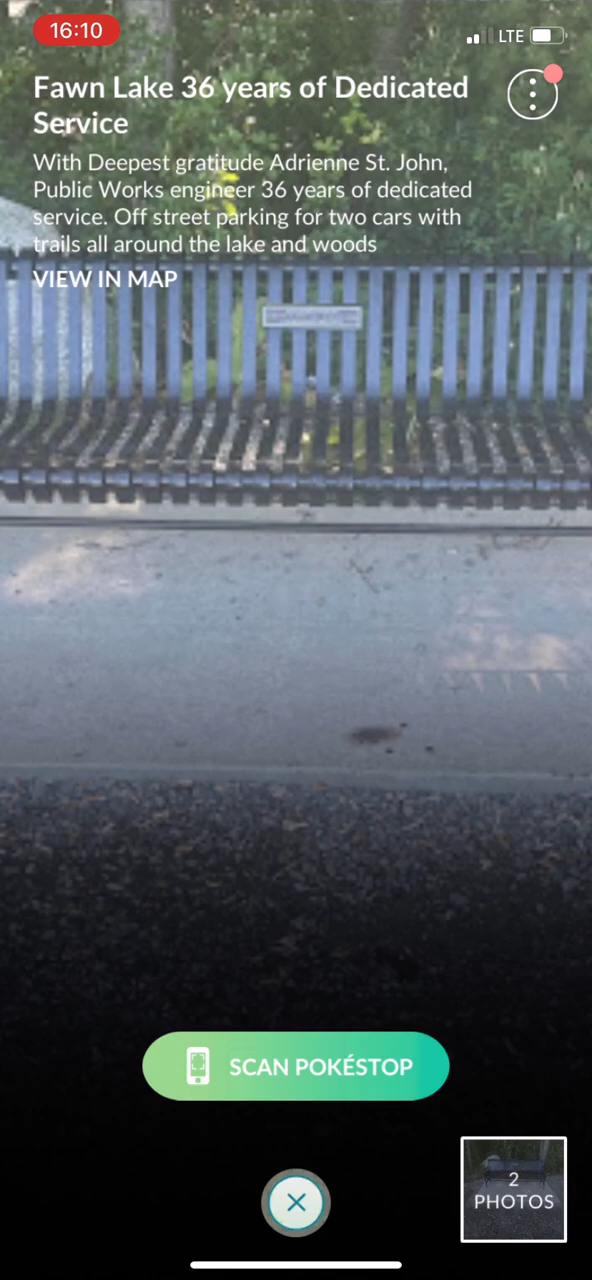 16:10
LTE
Fawn Lake 36 years of Dedicated
Service
With Deepest gratitude Adrienne St. John,
Public Works engineer 36 years of dedicated
service. Off street parking for two cars with
trails all around the lake and woods
VIEW IN MAP
SCAN POKÉSTOP
2
PHOTOS